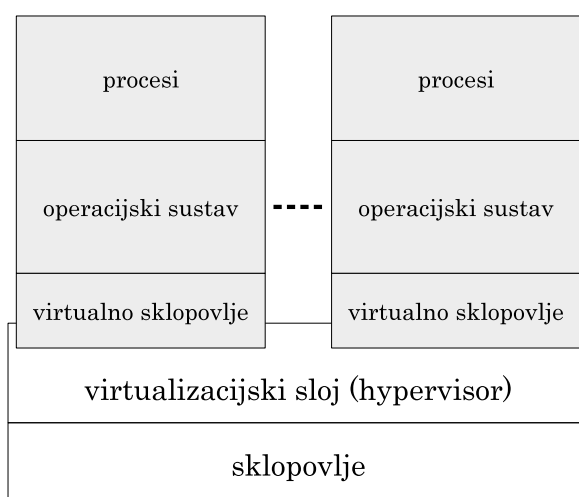 procesi
procesi
operacijski sustav
operacijski sustav
virtualno sklopovlje
virtualno sklopovlje
virtualizacijski sloj (hypervisor)
sklopovlje